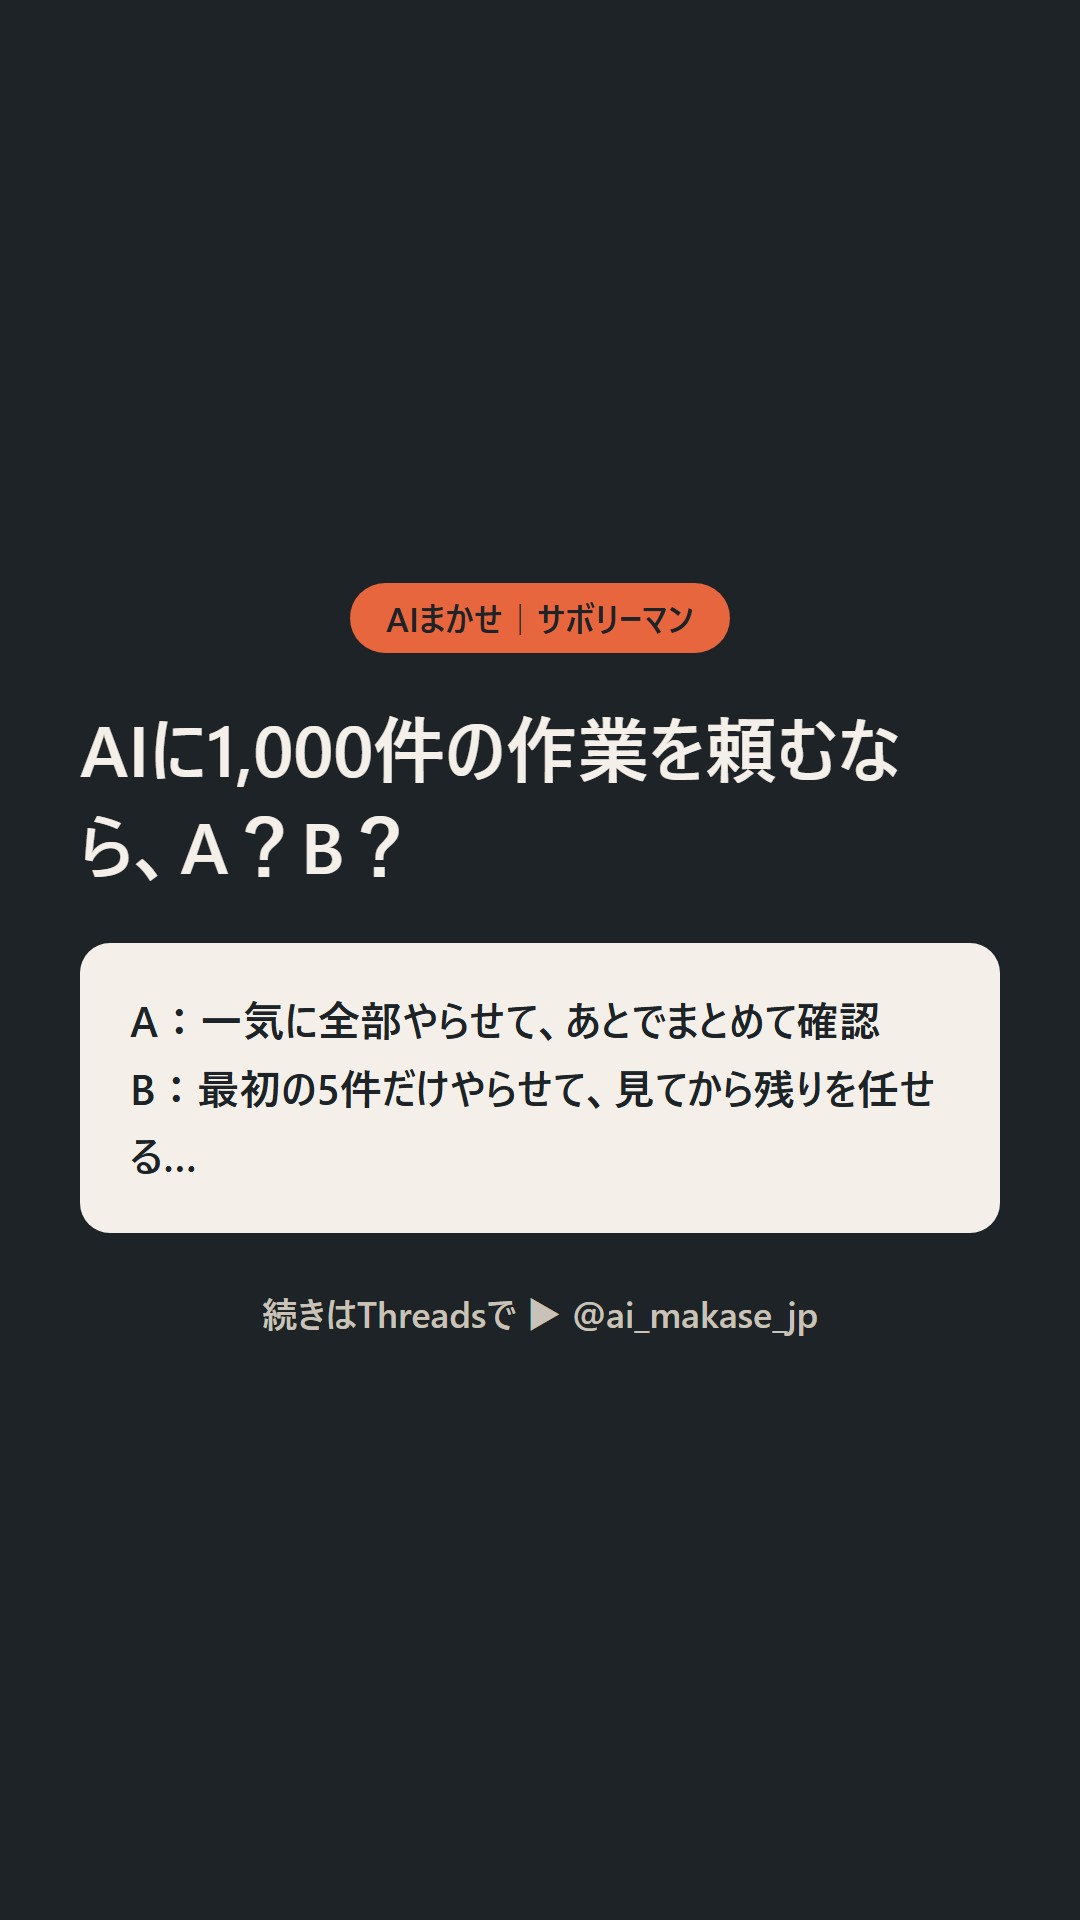 AIまかせ｜サボリーマン
AIに1,000件の作業を頼むな
ら、A？B？
A：一気に全部やらせて、あとでまとめて確認
B：最初の5件だけやらせて、見てから残りを任せ
る…
続きはThreadsで ▶ @ai_makase_jp